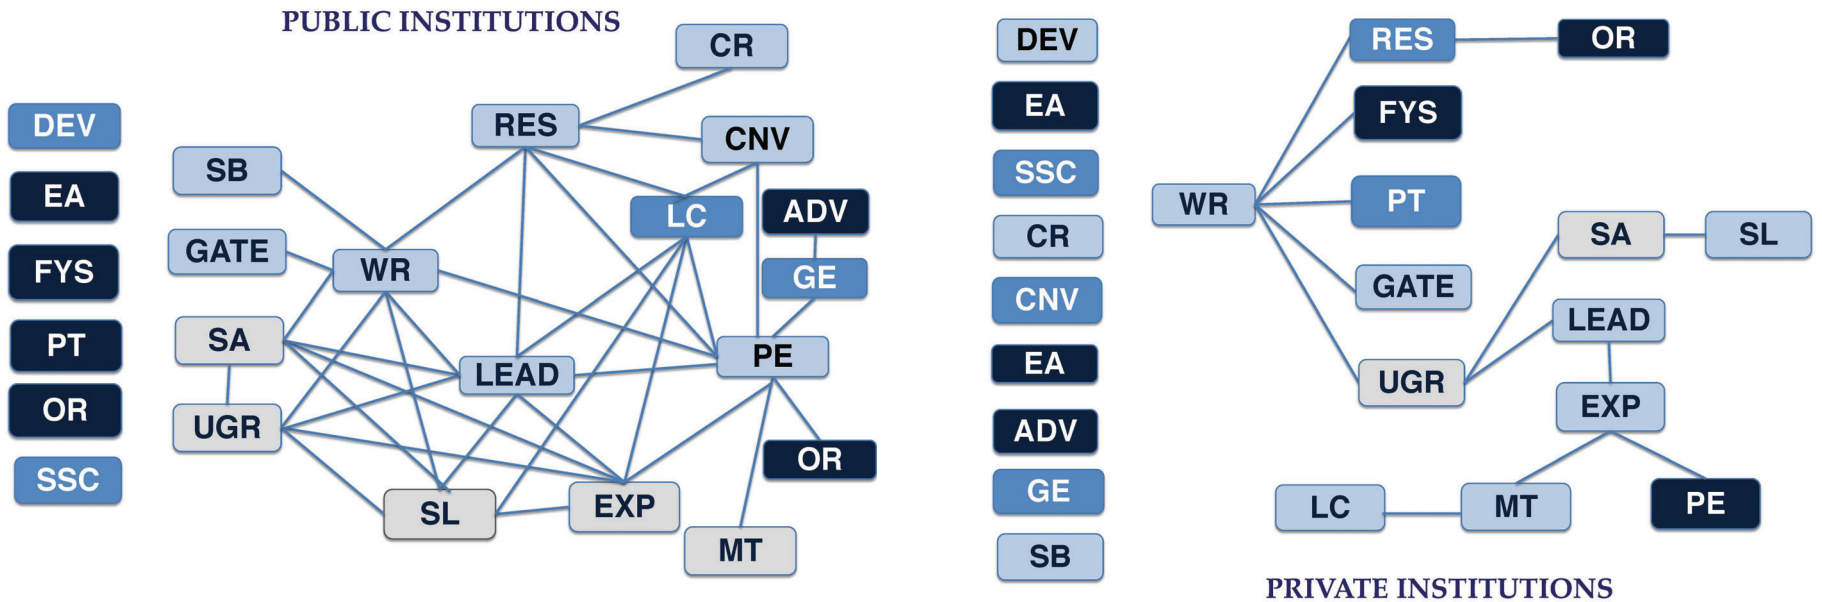 PUBLIC INSTITUTIONS
DEV
EA
FYS
PT
OR
SSC
SB
GATE
SA
UGR
WR
RES
CR
CNV
LC
ADV
GE
PE
LEAD
OR
SL
EXP
MT
DEV
EA
SSC
CR
CNV
EA
ADV
GE
SB
WR
RES
OR
FYS
PT
GATE
UGR
SA
SL
LEAD
EXP
LC
MT
PE
PRIVATE INSTITUTIONS